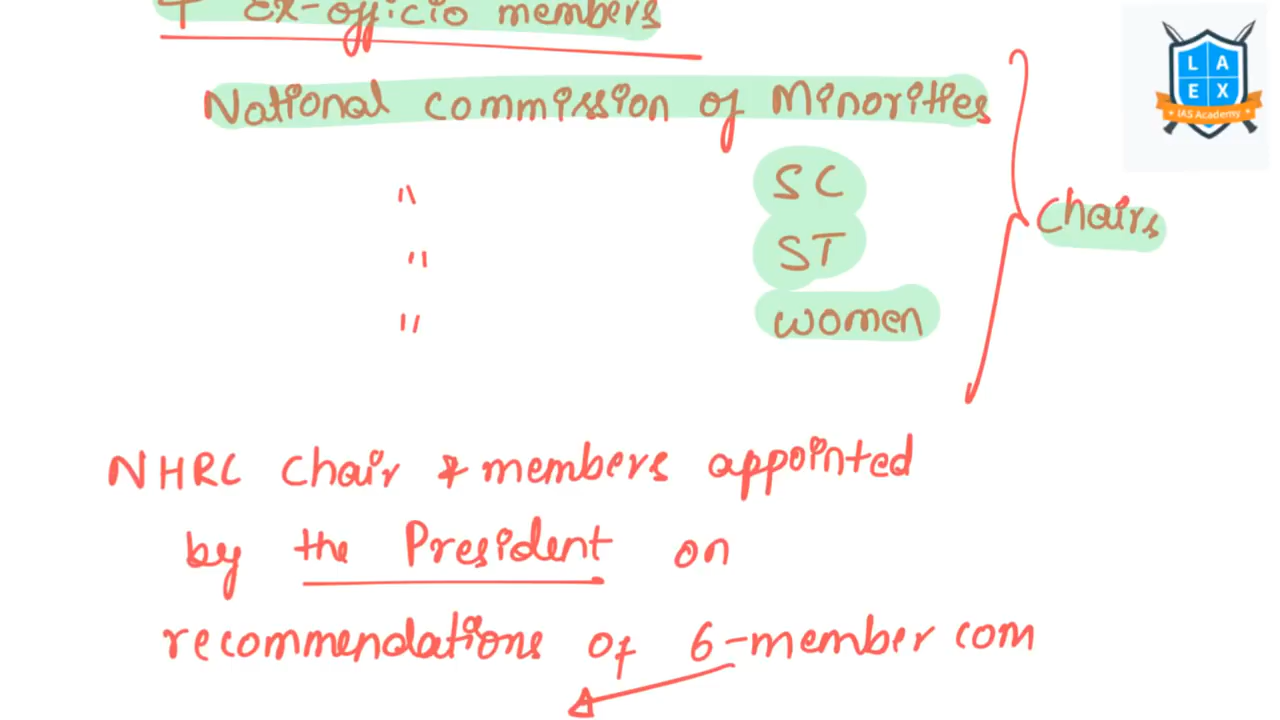 + Ex-officio members
National commission of Minorities
" SC
" ST
" women
Chairs
NHRC Chair & members appointed
by the President on
recommendations of 6-member com
L A
E X
IAS Academy